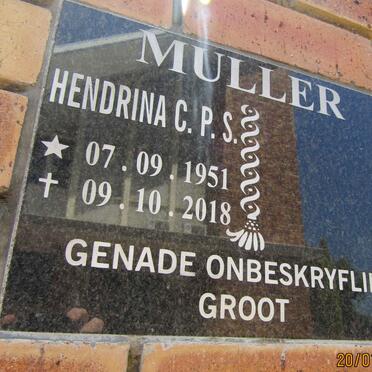 MULLER
HENDRINA C. P. S.
07 . 09 . 1951
09 . 10 . 2018
GENADE ONBESKRYFLI
GROOT
20/0